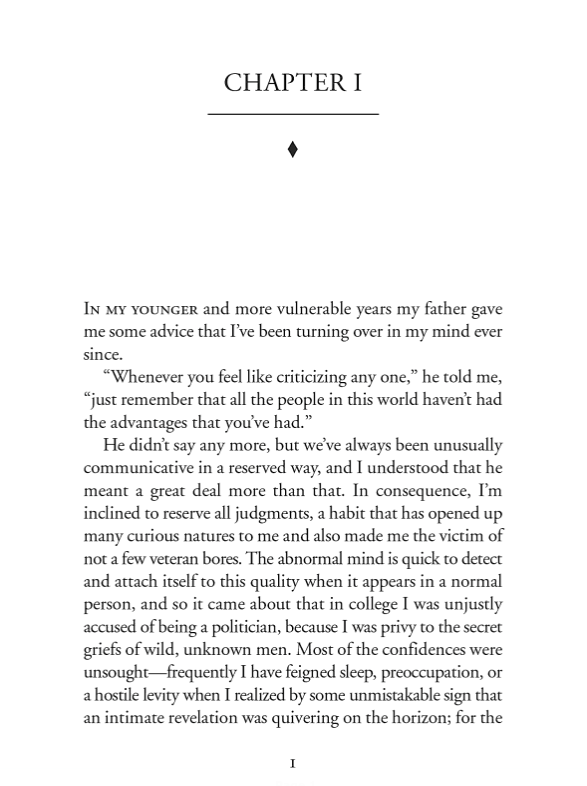 CHAPTER I
IN MY YOUNGER and more vulnerable years my father gave
me some advice that I’ve been turning over in my mind ever
since.
“Whenever you feel like criticizing any one,” he told me,
“just remember that all the people in this world haven’t had
the advantages that you’ve had.”
He didn’t say any more, but we’ve always been unusually
communicative in a reserved way, and I understood that he
meant a great deal more than that. In consequence, I’m
inclined to reserve all judgments, a habit that has opened up
many curious natures to me and also made me the victim of
not a few veteran bores. The abnormal mind is quick to detect
and attach itself to this quality when it appears in a normal
person, and so it came about that in college I was unjustly
accused of being a politician, because I was privy to the secret
griefs of wild, unknown men. Most of the confidences were
unsought—frequently I have feigned sleep, preoccupation, or
a hostile levity when I realized by some unmistakable sign that
an intimate revelation was quivering on the horizon; for the
1